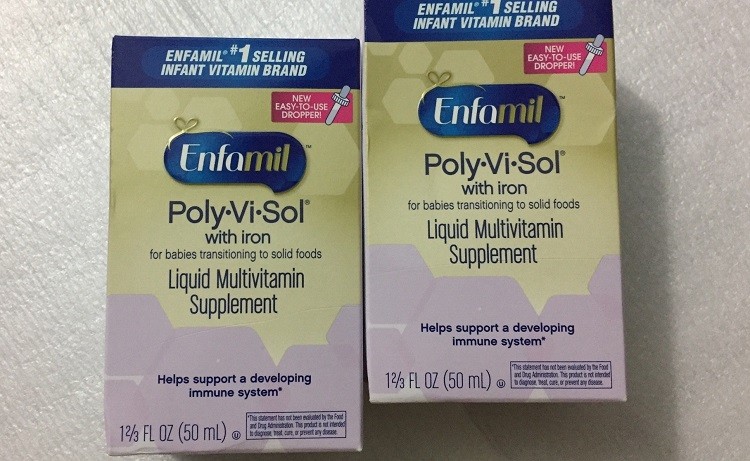 ENFAMIL® #1 SELLING
INFANT VITAMIN BRAND
NEW
EASY-TO-USE
DROPPER!
Enfamil™
Poly·Vi·Sol®
with iron
for babies transitioning to solid foods
Liquid Multivitamin
Supplement
Helps support a developing
immune system*
1⅔ FL OZ (50 mL) U
*This statement has not been evaluated by the Food
and Drug Administration. This product is not intended
to diagnose, treat, cure, or prevent any disease.
ENFAMIL® #1 SELLING
INFANT VITAMIN BRAND
NEW
EASY-TO-USE
DROPPER!
Enfamil™
Poly·Vi·Sol®
with iron
for babies transitioning to solid foods
Liquid Multivitamin
Supplement
Helps support a developing
immune system*
1⅔ FL OZ (50 mL) U
*This statement has not been evaluated by the Food
and Drug Administration. This product is not intended
to diagnose, treat, cure, or prevent any disease.